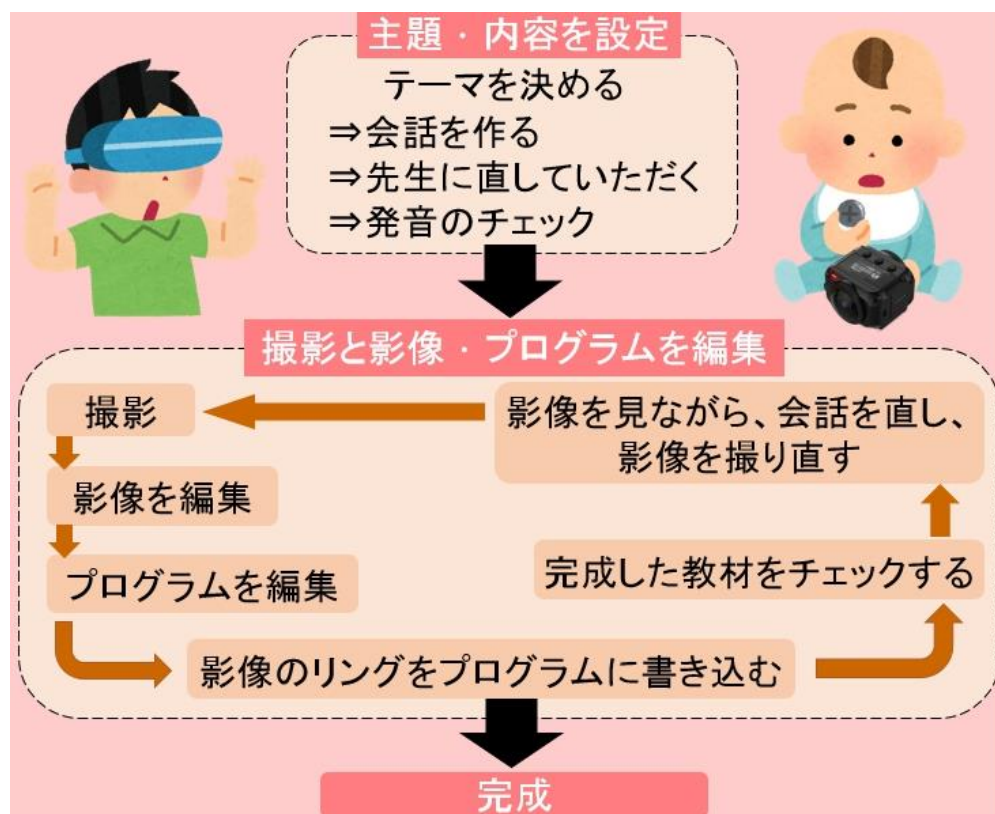 主題・内容を設定
テーマを決める
⇒会話を作る
⇒先生に直していただく
⇒発音のチェック
撮影と影像・プログラムを編集
撮影
影像を編集
プログラムを編集
影像のリングをプログラムに書き込む
完成した教材をチェックする
影像を見ながら、会話を直し、
影像を撮り直す
完成